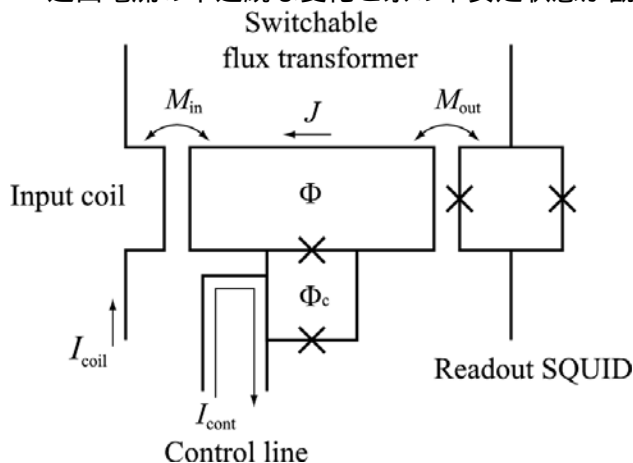 Switchable
flux transformer
M_in
J
M_out
Input coil
Φ
Φ_c
I_coil
Readout SQUID
I_cont
Control line